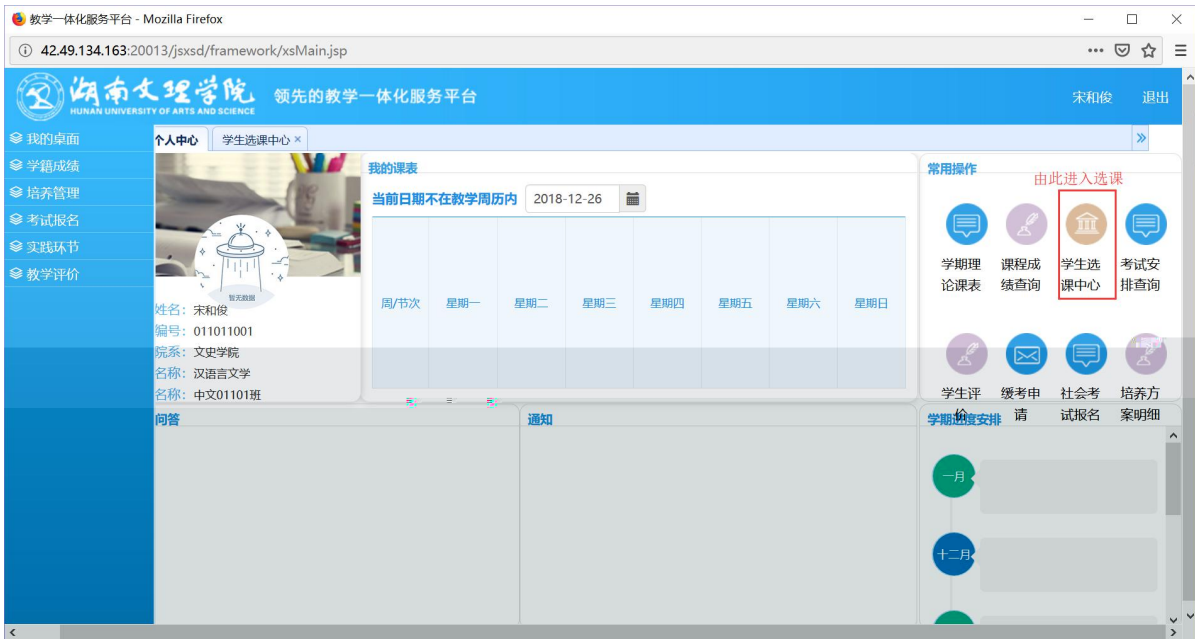 教学一体化服务平台 - Mozilla Firefox
42.49.134.163:20013/jsxsd/framework/xsMain.jsp
湖南文理学院
HUNAN UNIVERSITY OF ARTS AND SCIENCE
领先的教学一体化服务平台
宋和俊 退出
我的桌面
学籍成绩
培养管理
考试报名
实践环节
教学评价
个人中心 学生选课中心 ×
暂无数据
姓名：宋和俊
编号：011011001
院系：文史学院
名称：汉语言文学
名称：中文01101班
我的课表
当前日期不在教学周历内 2018-12-26
周/节次 星期一 星期二 星期三 星期四 星期五 星期六 星期日
常用操作
由此进入选课
学期理论课表
课程成绩查询
学生选课中心
考试安排查询
学生评价
缓考申请
社会考试报名
培养方案明细
问答
通知
学期进度安排
一月
十二月